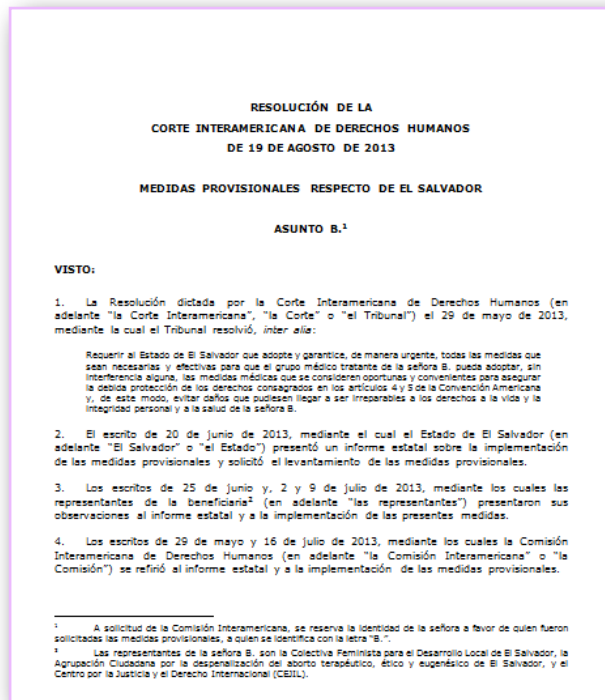 RESOLUCIÓN DE LA
CORTE INTERAMERICANA DE DERECHOS HUMANOS
DE 19 DE AGOSTO DE 2013
MEDIDAS PROVISIONALES RESPECTO DE EL SALVADOR
ASUNTO B.¹
VISTO:
1. La Resolución dictada por la Corte Interamericana de Derechos Humanos (en
adelante "la Corte Interamericana", "la Corte" o "el Tribunal") el 29 de mayo de 2013,
mediante la cual el Tribunal resolvió, inter alia:
Requerir al Estado de El Salvador que adopte y garantice, de manera urgente, todas las medidas que
sean necesarias y efectivas para que el grupo médico tratante de la señora B. pueda adoptar, sin
interferencia alguna, las medidas médicas que se consideren oportunas y convenientes para asegurar
la debida protección de los derechos consagrados en los artículos 4 y 5 de la Convención Americana
y, de este modo, evitar daños que pudiesen llegar a ser irreparables a los derechos a la vida y la
integridad personal y a la salud de la señora B.
2. El escrito de 20 de junio de 2013, mediante el cual el Estado de El Salvador (en
adelante "El Salvador" o "el Estado") presentó un informe estatal sobre la implementación
de las medidas provisionales y solicitó el levantamiento de las medidas provisionales.
3. Los escritos de 25 de junio y, 2 y 9 de julio de 2013, mediante los cuales las
representantes de la beneficiaria² (en adelante "las representantes") presentaron sus
observaciones al informe estatal y a la implementación de las presentes medidas.
4. Los escritos de 29 de mayo y 16 de julio de 2013, mediante los cuales la Comisión
Interamericana de Derechos Humanos (en adelante "la Comisión Interamericana" o "la
Comisión") se refirió al informe estatal y a la implementación de las medidas provisionales.
¹ A solicitud de la Comisión Interamericana, se reserva la identidad de la señora a favor de quien fueron
solicitadas las medidas provisionales, a quien se identifica con la letra "B.".
² Las representantes de la señora B. son la Colectiva Feminista para el Desarrollo Local de El Salvador, la
Agrupación Ciudadana por la despenalización del aborto terapéutico, ético y eugenésico de El Salvador, y el
Centro por la Justicia y el Derecho Internacional (CEJIL).